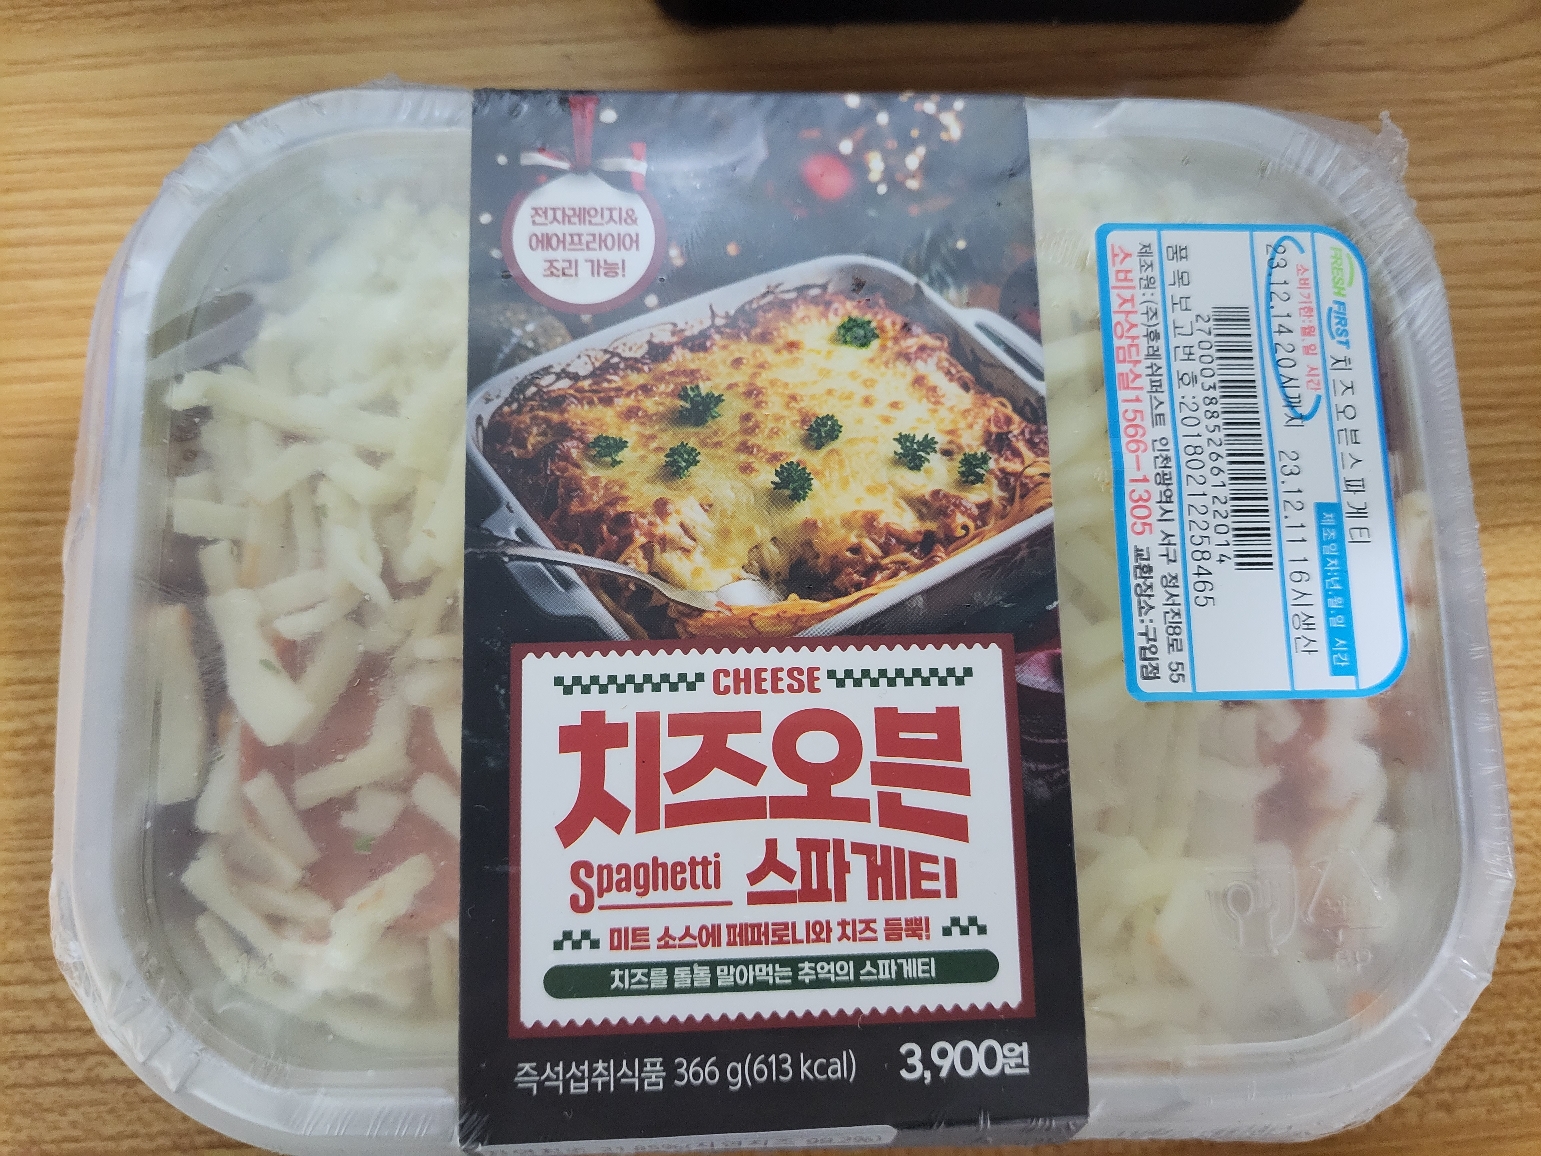 전자레인지&
에어프라이어
조리 가능!
CHEESE
치즈오븐
Spaghetti 스파게티
미트 소스에 페퍼로니와 치즈 듬뿍!
치즈를 돌돌 말아먹는 추억의 스파게티
즉석섭취식품 366 g(613 kcal) 3,900원
FRESH FIRST 치즈오븐스파게티
소비기한:월.일 시간 제조일자:년.월.일 시간
23.12.14 20시까지 23.12.11 16시생산
270003885266122014
품목보고번호:20180212258465
제조원:(주)후레쉬퍼스트 인천광역시 서구 정서진8로 55
소비자상담실1566-1305 교환장소:구입점